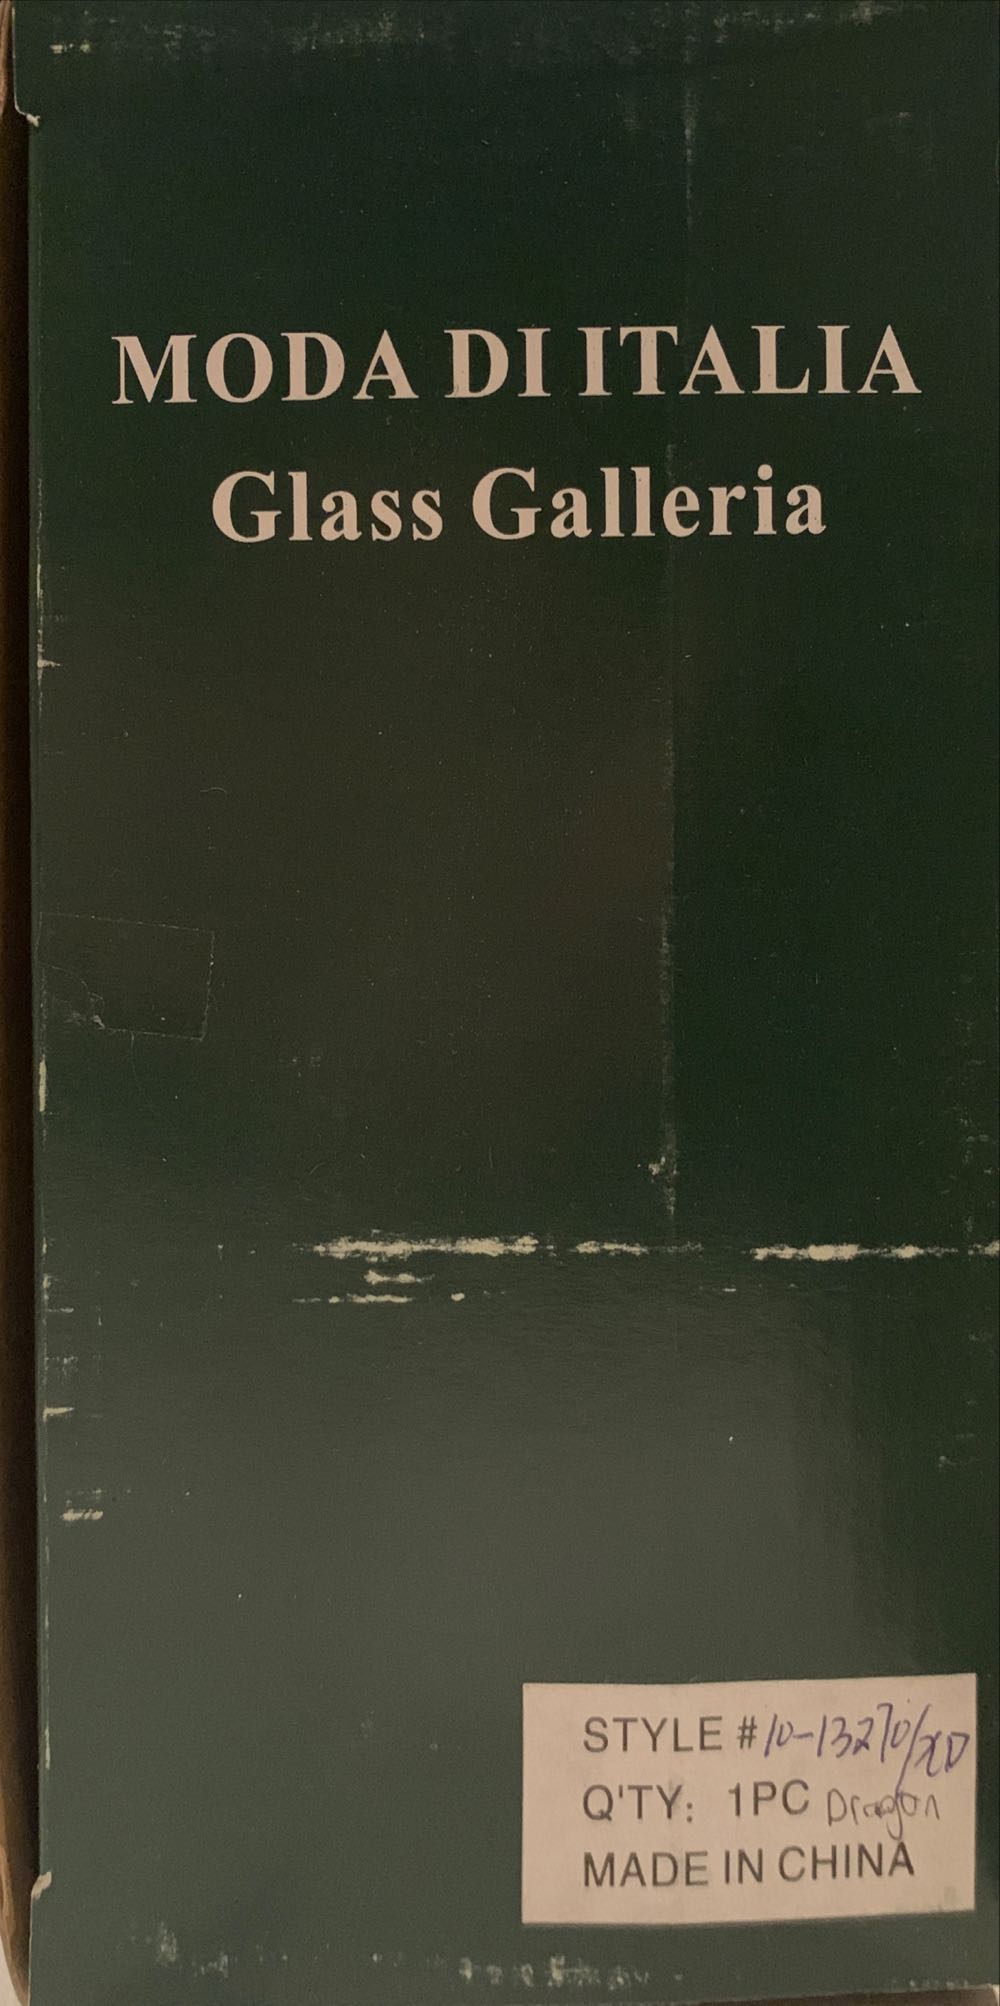 MODA DI ITALIA
Glass Galleria
STYLE # 10-13270/XD
Q'TY: 1PC Dragon
MADE IN CHINA